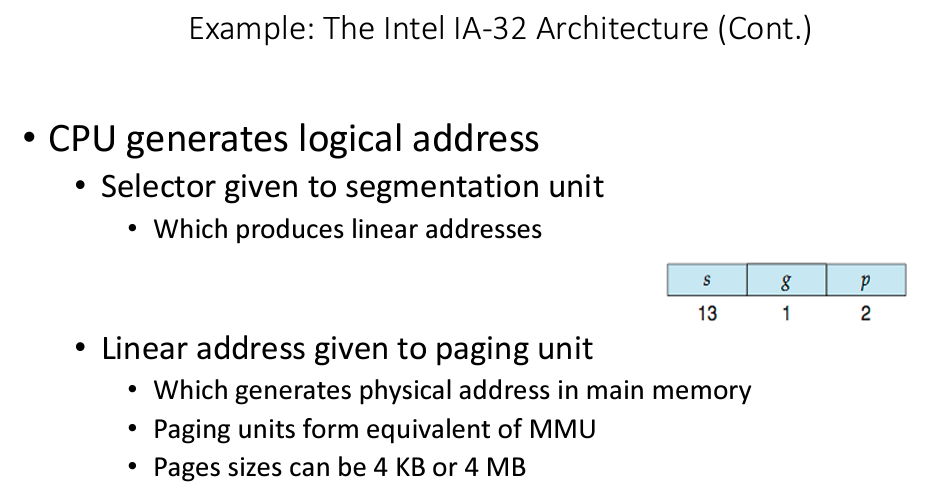 Example: The Intel IA-32 Architecture (Cont.)
• CPU generates logical address
• Selector given to segmentation unit
• Which produces linear addresses
s g p
13 1 2
• Linear address given to paging unit
• Which generates physical address in main memory
• Paging units form equivalent of MMU
• Pages sizes can be 4 KB or 4 MB